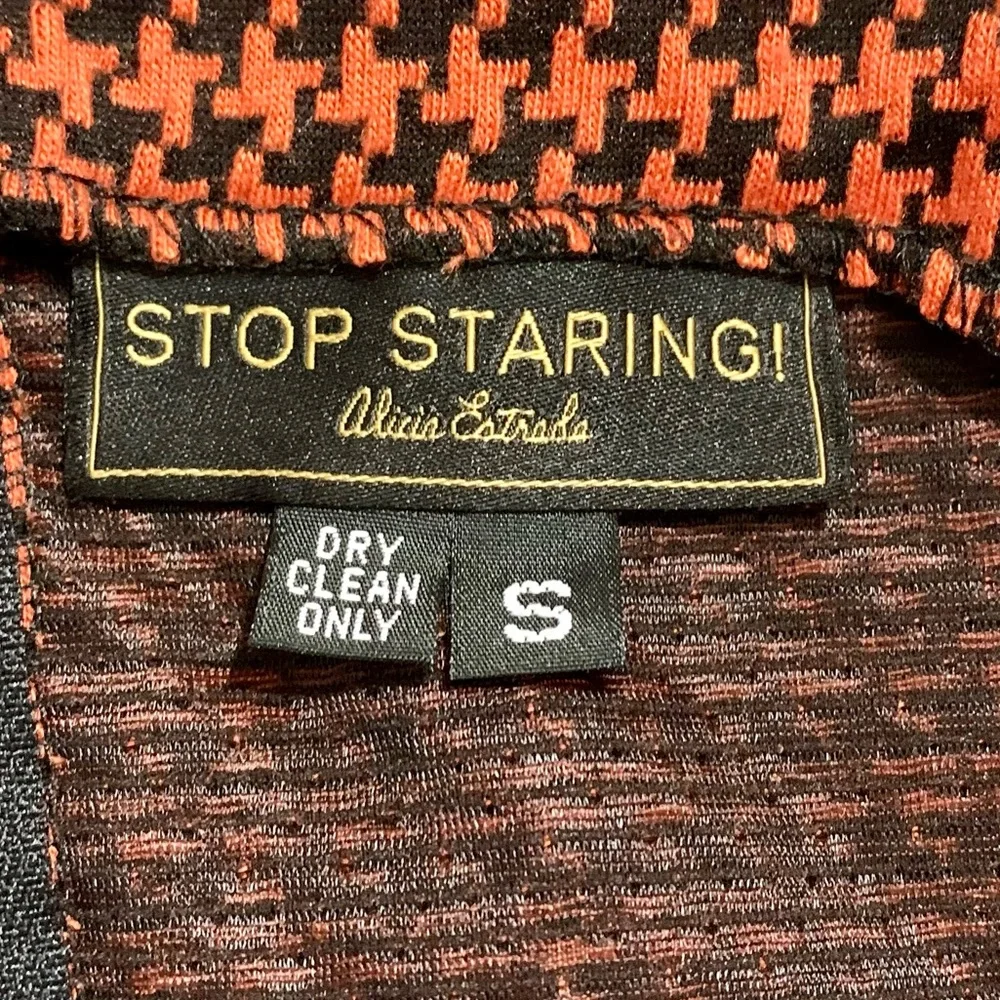 STOP STARING!
Alicia Estrada
DRY
CLEAN
ONLY
S